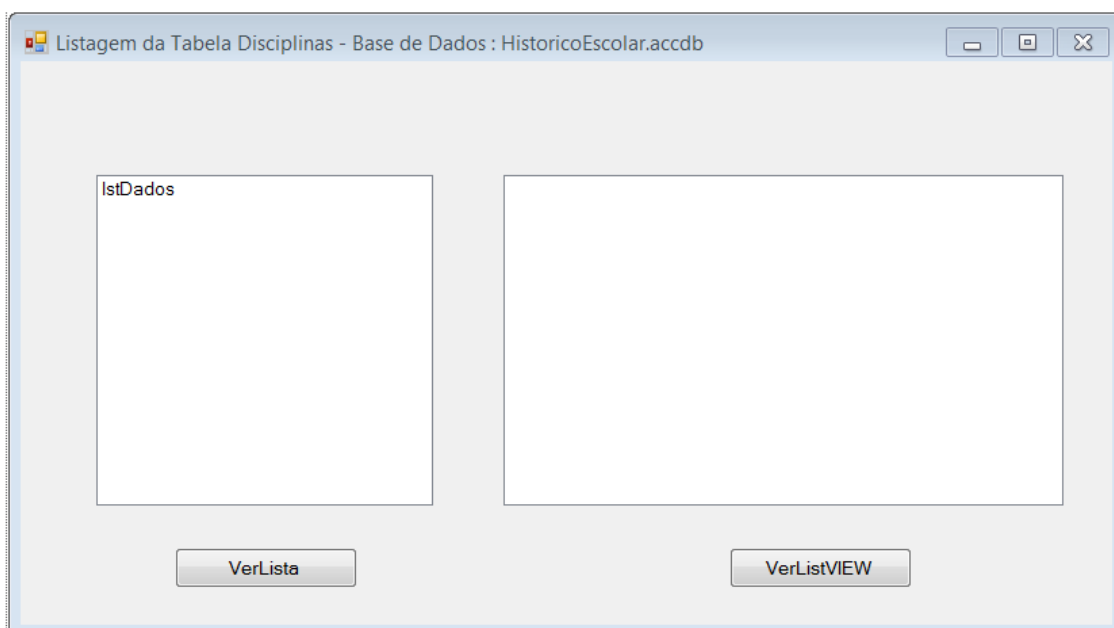 Listagem da Tabela Disciplinas - Base de Dados : HistoricoEscolar.accdb
lstDados
VerLista
VerListVIEW